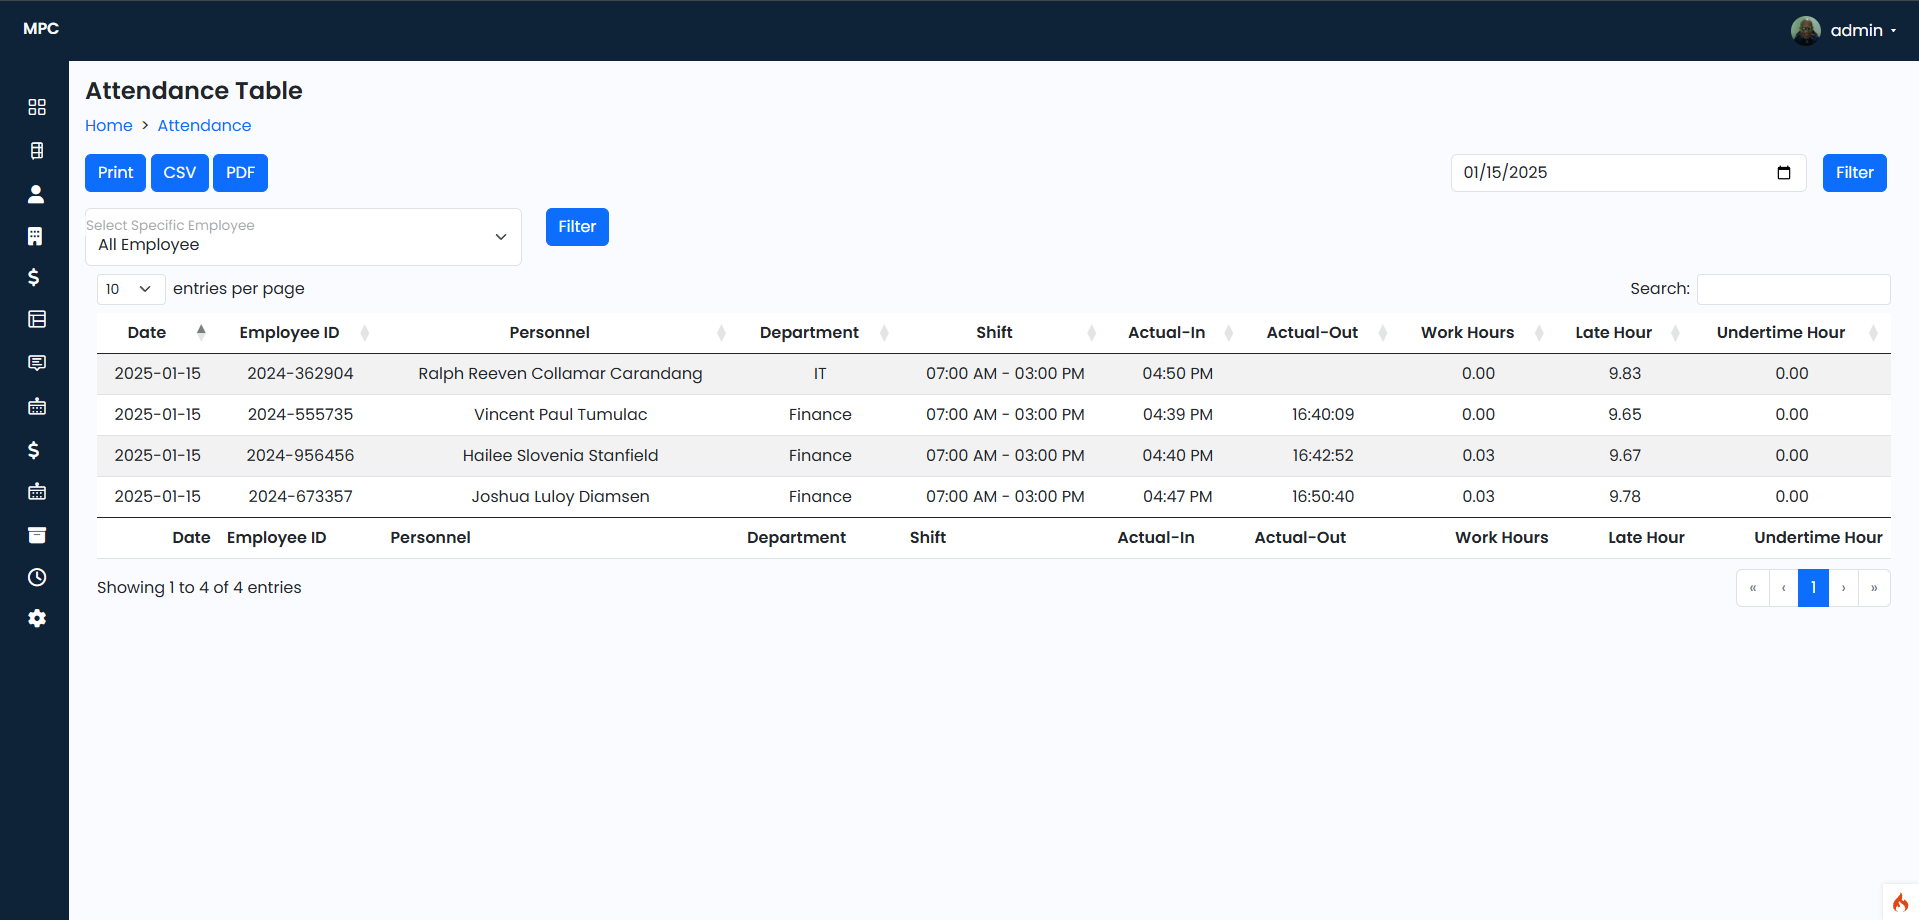 MPC
admin
Attendance Table
Home > Attendance
Print CSV PDF
01/15/2025 Filter
Select Specific Employee
All Employee
Filter
10 entries per page
Search:
Date Employee ID Personnel Department Shift Actual-In Actual-Out Work Hours Late Hour Undertime Hour
2025-01-15 2024-362904 Ralph Reeven Collamar Carandang IT 07:00 AM - 03:00 PM 04:50 PM 0.00 9.83 0.00
2025-01-15 2024-555735 Vincent Paul Tumulac Finance 07:00 AM - 03:00 PM 04:39 PM 16:40:09 0.00 9.65 0.00
2025-01-15 2024-956456 Hailee Slovenia Stanfield Finance 07:00 AM - 03:00 PM 04:40 PM 16:42:52 0.03 9.67 0.00
2025-01-15 2024-673357 Joshua Luloy Diamsen Finance 07:00 AM - 03:00 PM 04:47 PM 16:50:40 0.03 9.78 0.00
Date Employee ID Personnel Department Shift Actual-In Actual-Out Work Hours Late Hour Undertime Hour
Showing 1 to 4 of 4 entries
« ‹ 1 › »